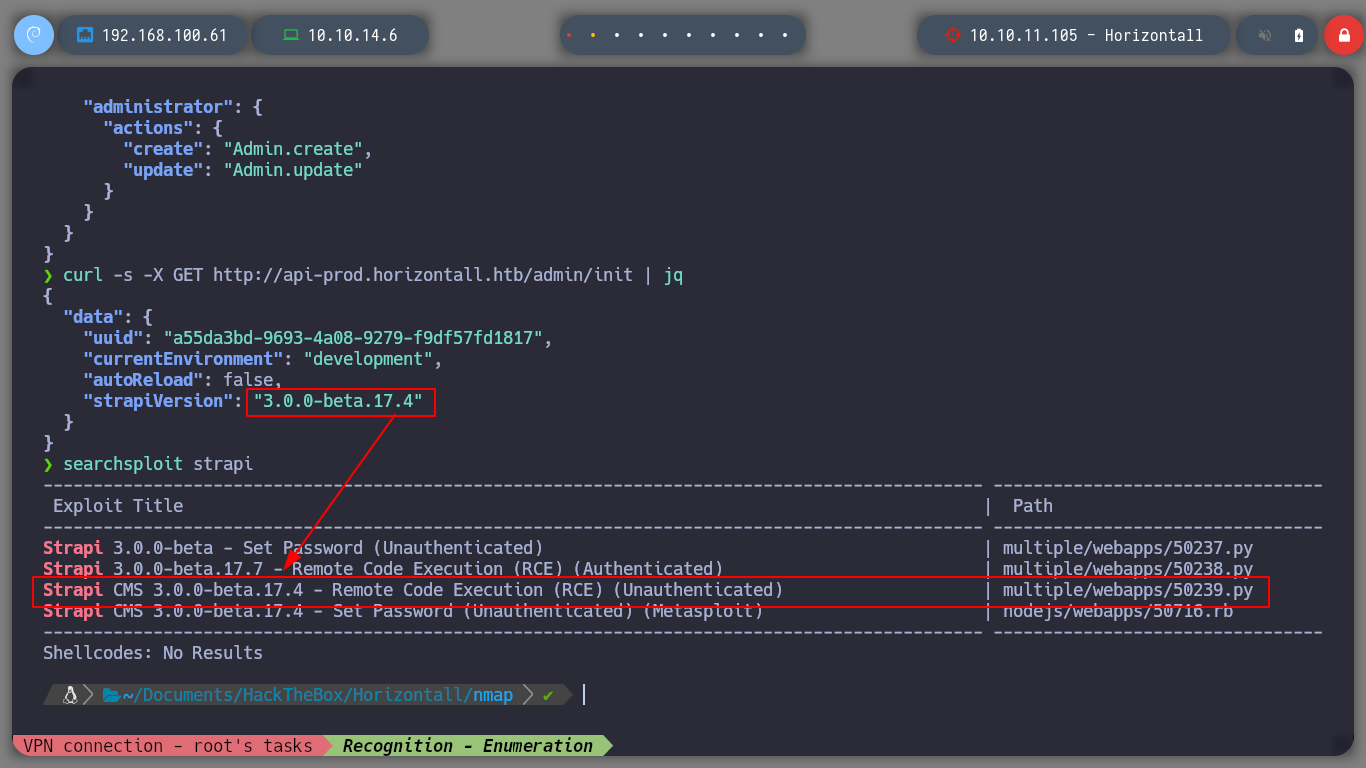 192.168.100.61 10.10.14.6 10.10.11.105 - Horizontall
"administrator": {
"actions": {
"create": "Admin.create",
"update": "Admin.update"
}
}
}
}
❯ curl -s -X GET http://api-prod.horizontall.htb/admin/init | jq
{
"data": {
"uuid": "a55da3bd-9693-4a08-9279-f9df57fd1817",
"currentEnvironment": "development",
"autoReload": false,
"strapiVersion": "3.0.0-beta.17.4"
}
}
❯ searchsploit strapi
---------------------------------------------------------------------------------------------- ---------------------------------
Exploit Title | Path
---------------------------------------------------------------------------------------------- ---------------------------------
Strapi 3.0.0-beta - Set Password (Unauthenticated) | multiple/webapps/50237.py
Strapi 3.0.0-beta.17.7 - Remote Code Execution (RCE) (Authenticated) | multiple/webapps/50238.py
Strapi CMS 3.0.0-beta.17.4 - Remote Code Execution (RCE) (Unauthenticated) | multiple/webapps/50239.py
Strapi CMS 3.0.0-beta.17.4 - Set Password (Unauthenticated) (Metasploit) | nodejs/webapps/50716.rb
---------------------------------------------------------------------------------------------- ---------------------------------
Shellcodes: No Results
~/Documents/HackTheBox/Horizontall/nmap ✔
VPN connection - root's tasks Recognition - Enumeration